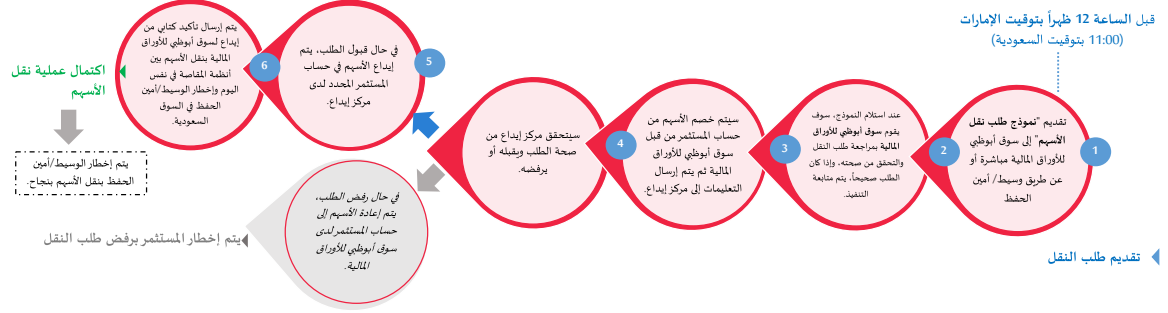 قبل الساعة 12 ظهراً بتوقيت الإمارات
(11:00 بتوقيت السعودية)
1
تقديم "نموذج طلب نقل
الأسهم" إلى سوق أبوظبي
للأوراق المالية مباشرة أو
عن طريق وسيط/ أمين
الحفظ
تقديم طلب النقل
2
عند استلام النموذج، سوف
يقوم سوق أبوظبي للأوراق
المالية بمراجعة طلب النقل
والتحقق من صحته، وإذا كان
الطلب صحيحاً، يتم متابعة
التنفيذ.
3
سيتم خصم الأسهم من
حساب المستثمر من قبل
سوق أبوظبي للأوراق
المالية ثم يتم إرسال
التعليمات إلى مركز إيداع.
4
سيتحقق مركز إيداع من
صحة الطلب ويقبله أو
يرفضه.
5
في حال قبول الطلب، يتم
إيداع الأسهم في حساب
المستثمر المحدد لدى
مركز إيداع.
6
يتم إرسال تأكيد كتابي من
إيداع لسوق أبوظبي للأوراق
المالية بنقل الأسهم بين
أنظمة المقاصة في نفس
اليوم وإخطار الوسيط/أمين
الحفظ في السوق
السعودية.
اكتمال عملية نقل
الأسهم
يتم إخطار الوسيط/أمين
الحفظ بنقل الأسهم بنجاح.
في حال رفض الطلب،
يتم إعادة الأسهم إلى
حساب المستثمر لدى
سوق أبوظبي للأوراق
المالية.
يتم إخطار المستثمر برفض طلب النقل